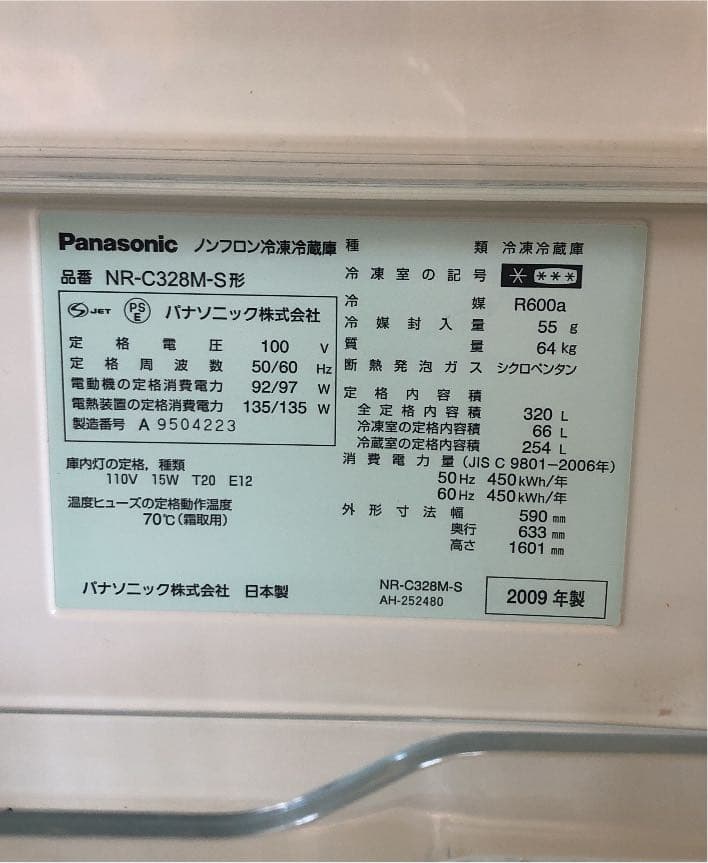 Panasonic ノンフロン冷凍冷蔵庫
品番 NR-C328M-S形
JET PS E パナソニック株式会社
定格電圧 100 V
定格周波数 50/60 Hz
電動機の定格消費電力 92/97 W
電熱装置の定格消費電力 135/135 W
製造番号 A 9504223
庫内灯の定格,種類
110V 15W T20 E12
温度ヒューズの定格動作温度
70℃(霜取用)
パナソニック株式会社 日本製
種類 冷凍冷蔵庫
冷凍室の記号 * ***
冷媒 R600a
冷媒封入量 55 g
質量 64 kg
断熱発泡ガス シクロペンタン
定格内容積
全定格内容積 320 L
冷凍室の定格内容積 66 L
冷蔵室の定格内容積 254 L
消費電力量(JIS C 9801-2006年)
50Hz 450kWh/年
60Hz 450kWh/年
外形寸法 幅 590 mm
奥行 633 mm
高さ 1601 mm
NR-C328M-S
AH-252480
2009年製